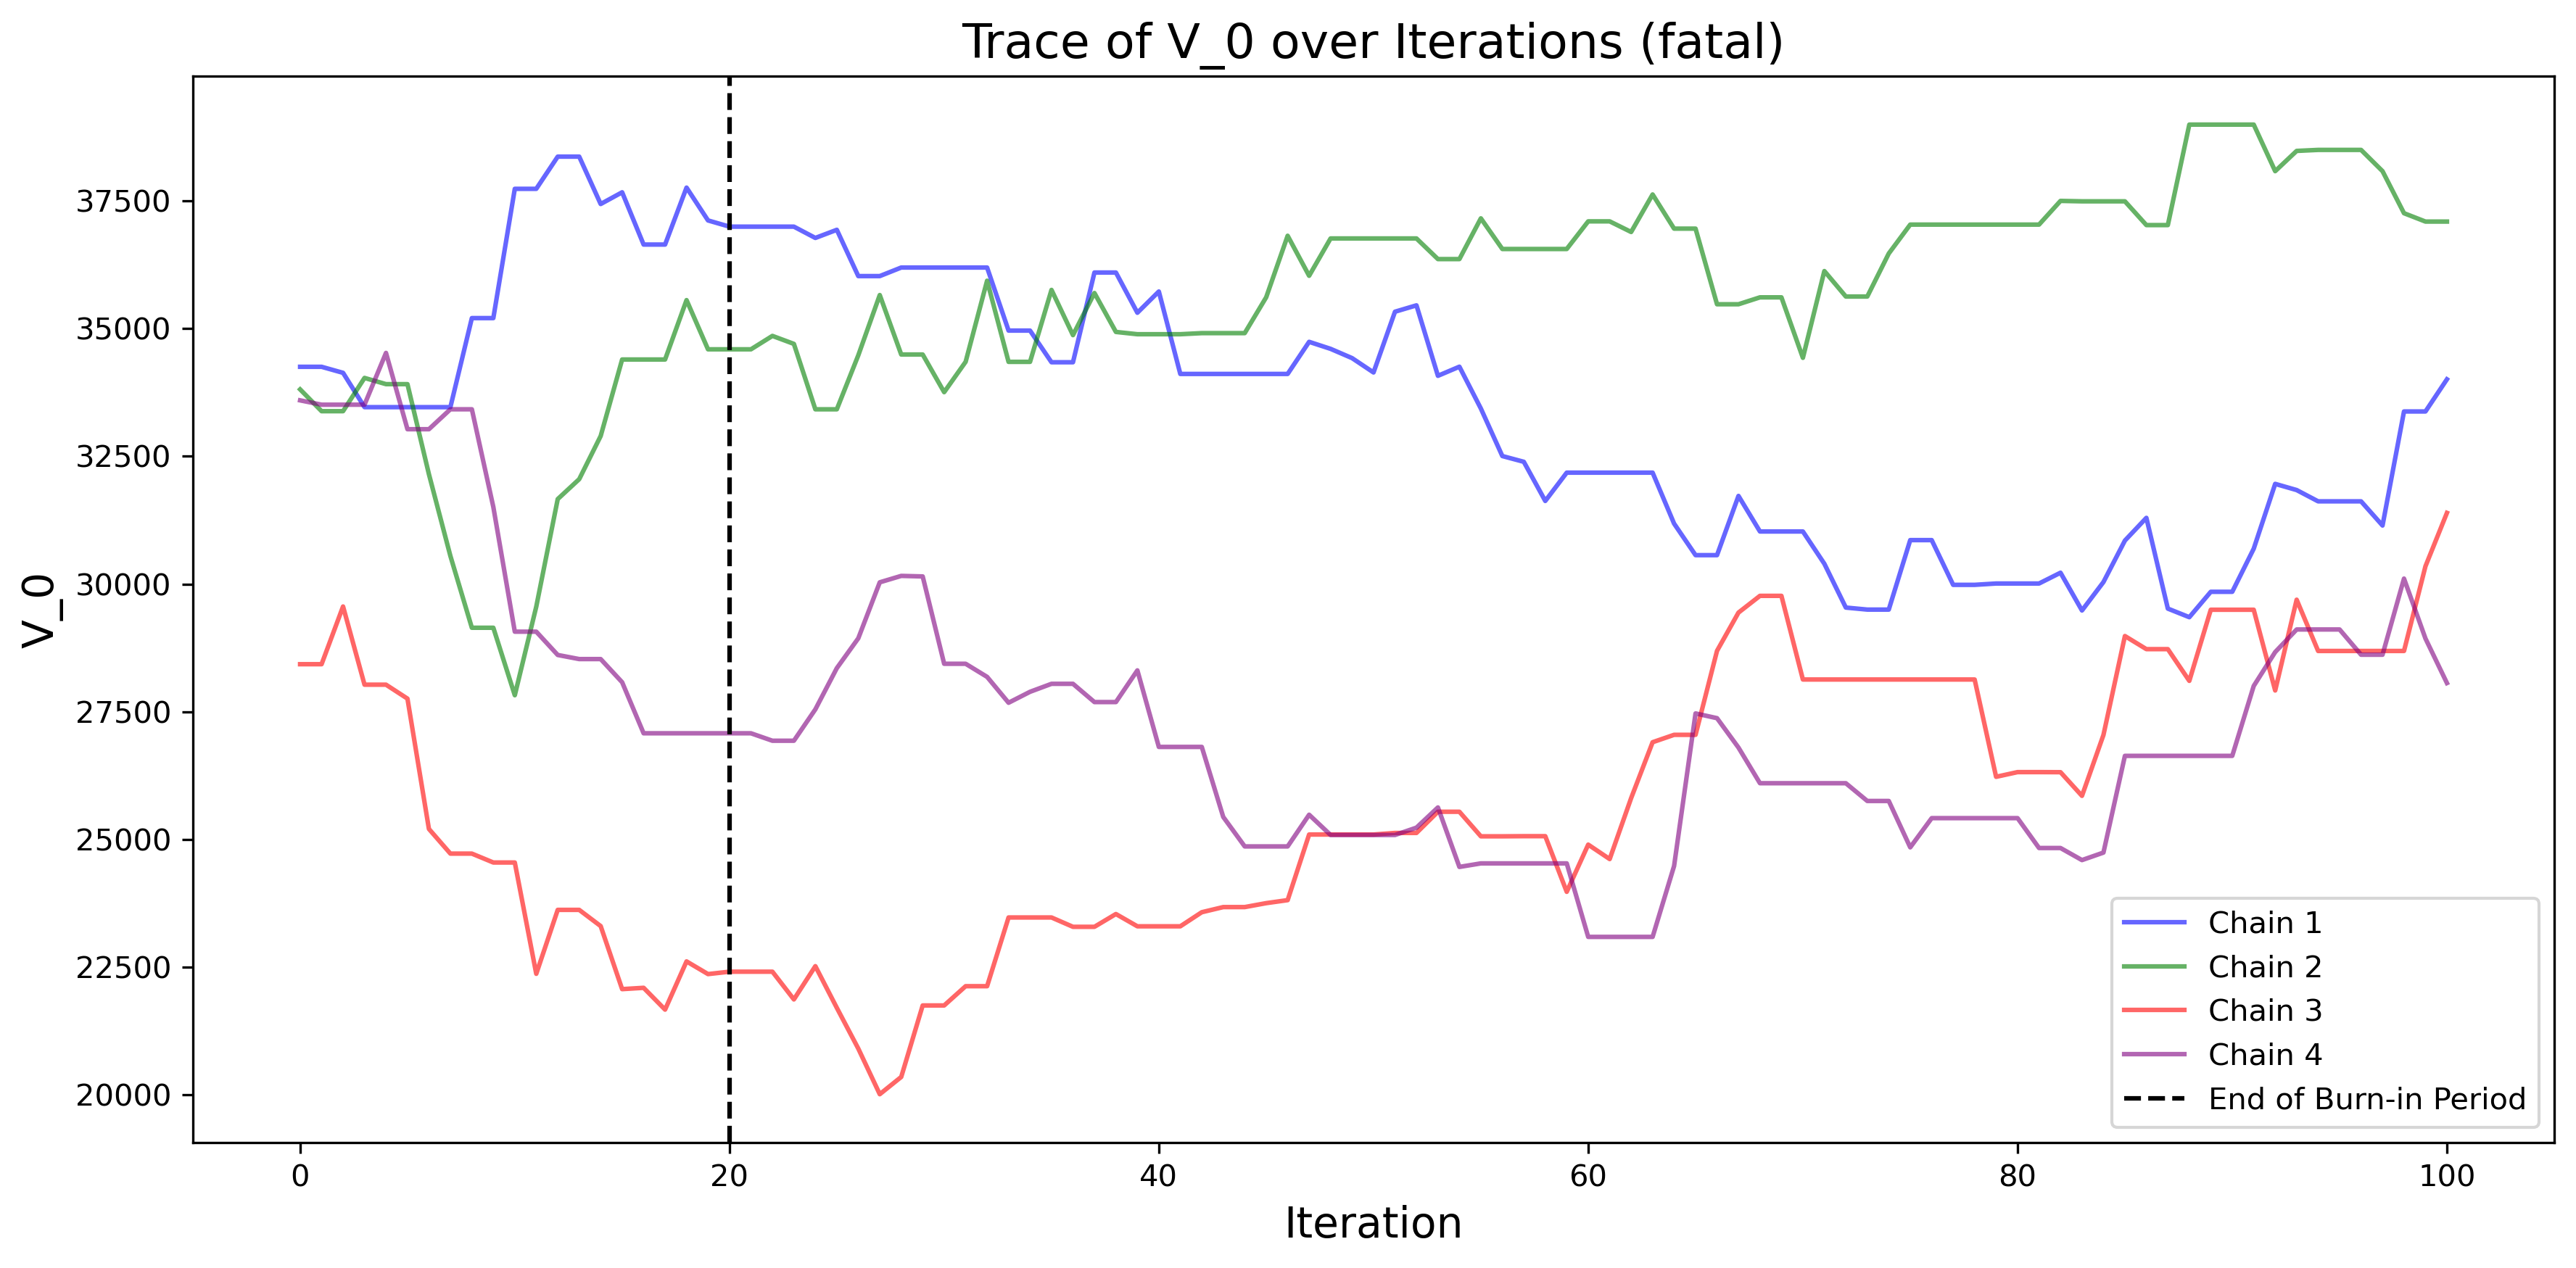 Trace of V_0 over Iterations (fatal)
V_0
37500
35000
32500
30000
27500
25000
22500
20000
0 20 40 60 80 100
Iteration
Chain 1
Chain 2
Chain 3
Chain 4
End of Burn-in Period